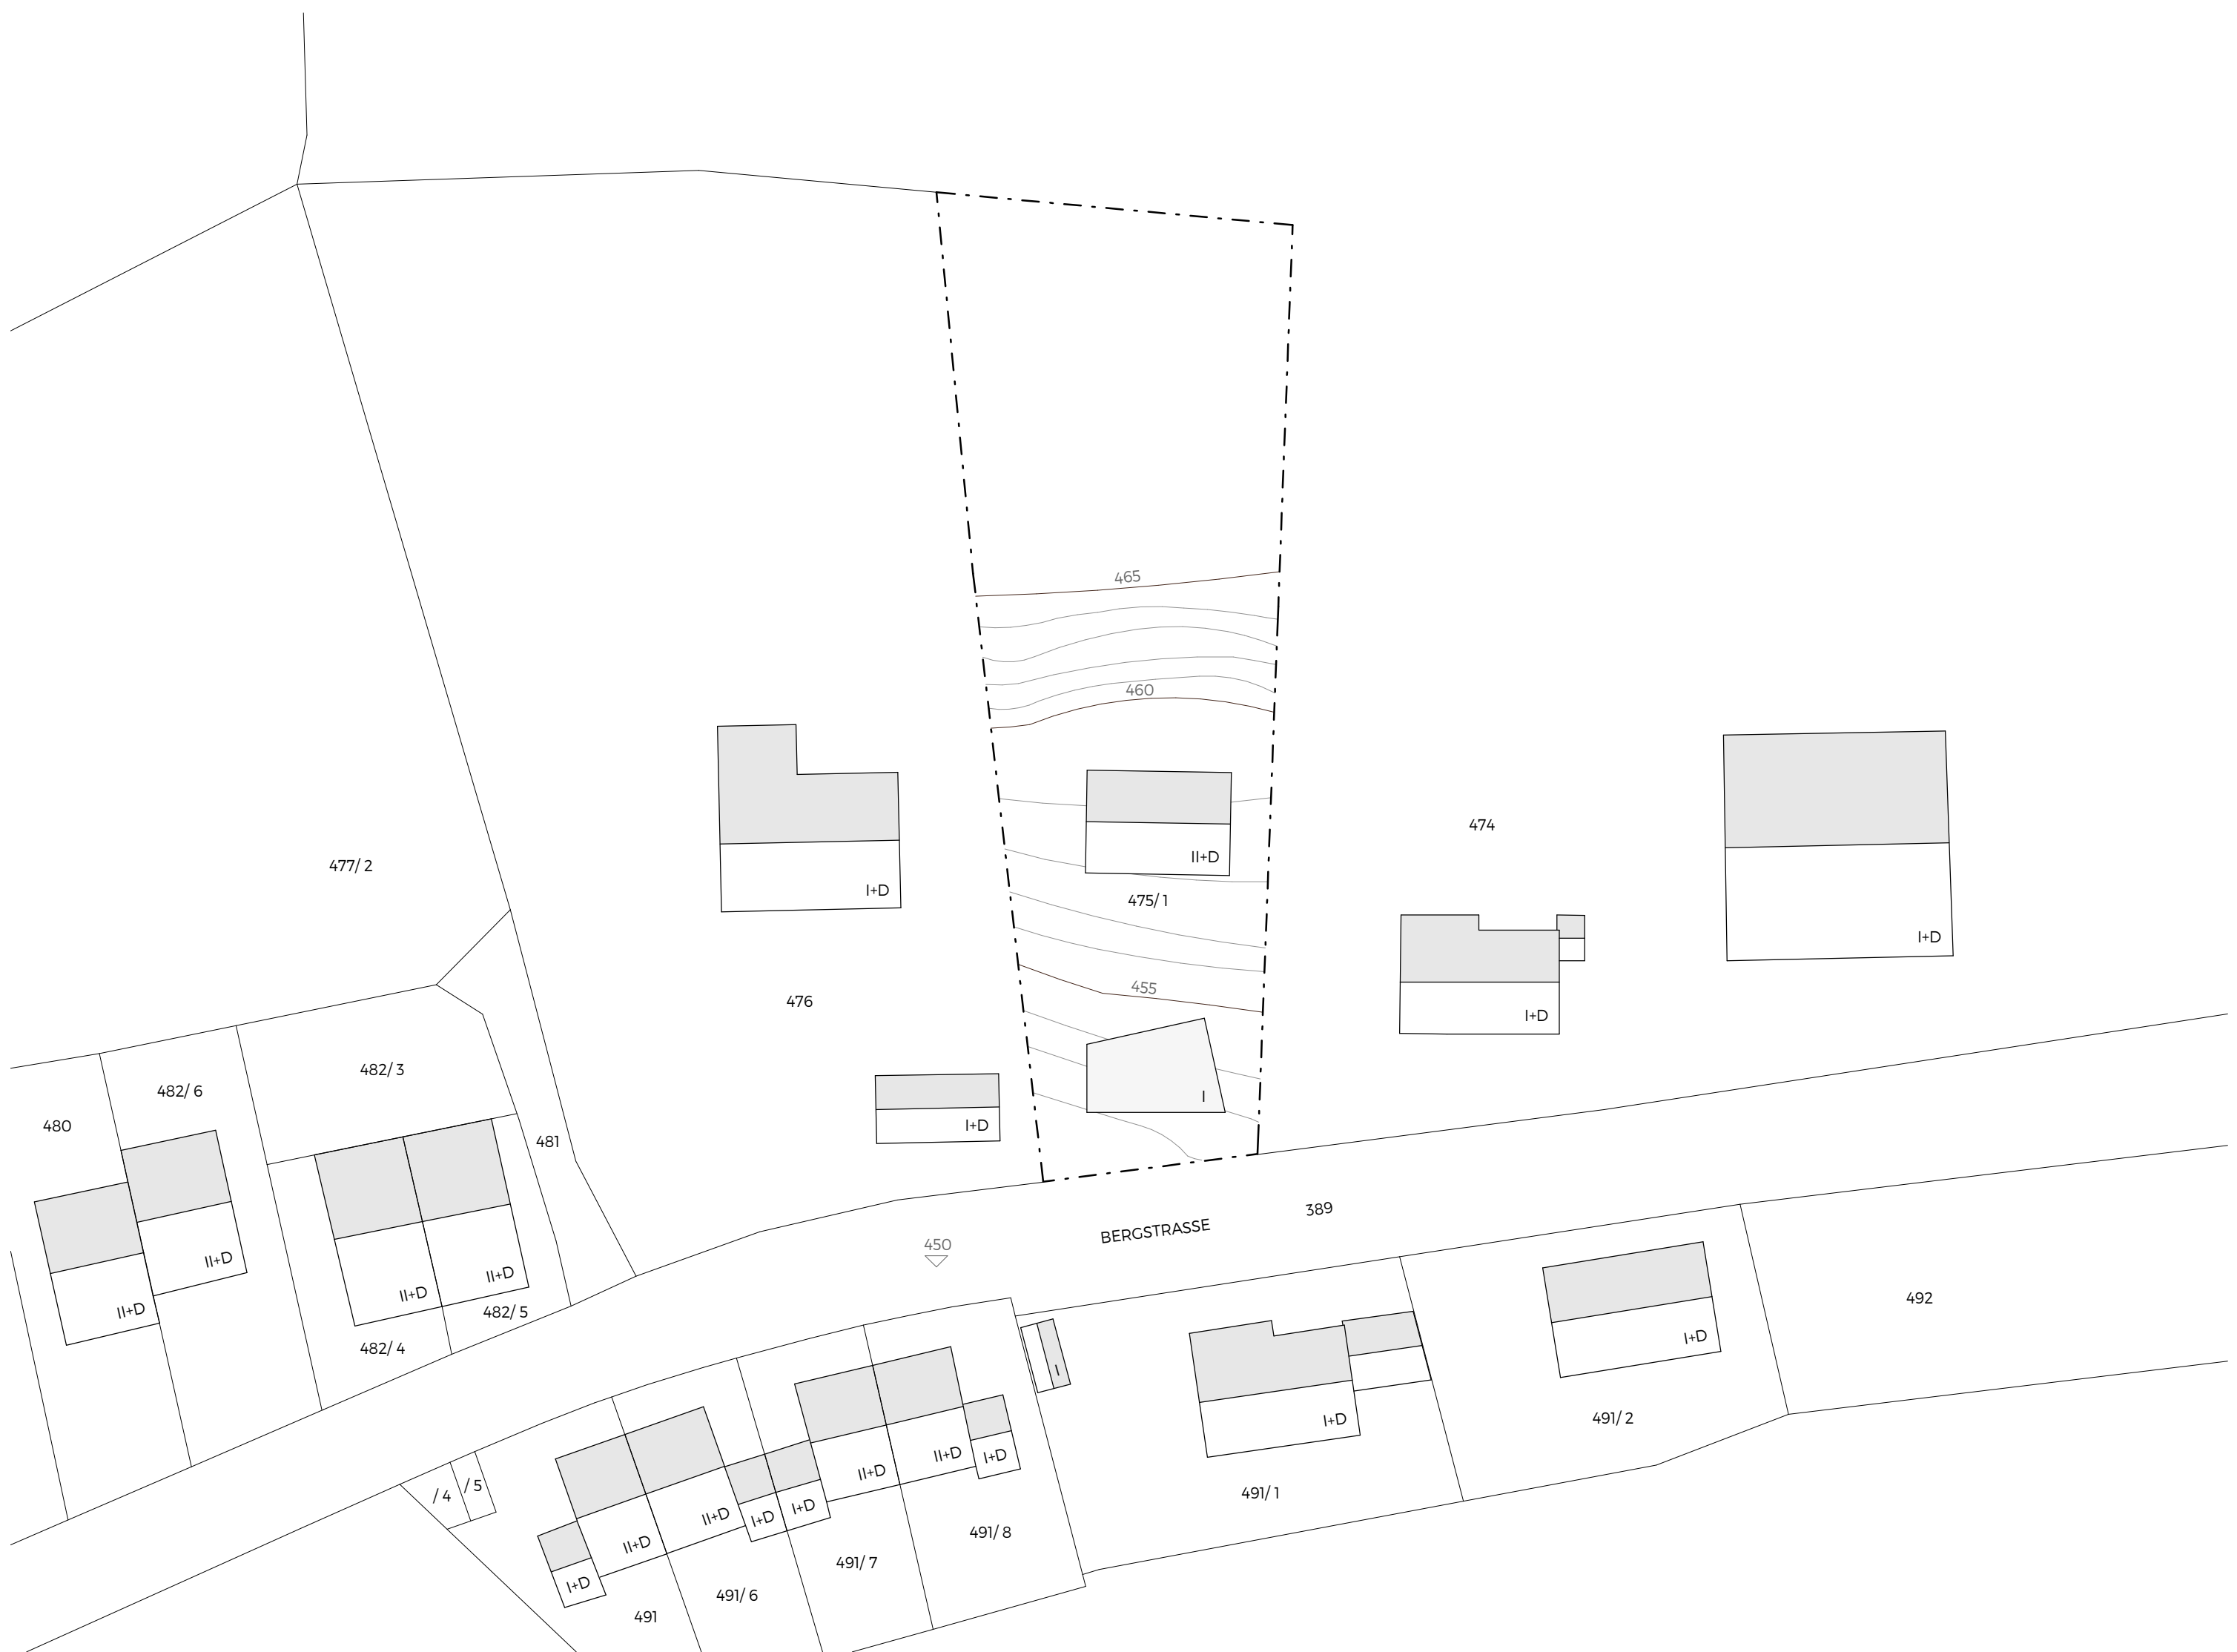 465
460
II+D
474
477/ 2
I+D
475/ 1
I+D
455
476
I+D
482/ 3
482/ 6
I
480
I+D
481
389
BERGSTRASSE
450
II+D
II+D
II+D
492
II+D
482/ 5
I+D
482/ 4
I
491/ 2
I+D
II+D
II+D
I+D
/ 4
/ 5
491/ 1
I+D
I+D
II+D
II+D
491/ 8
491/ 7
I+D
491/ 6
491